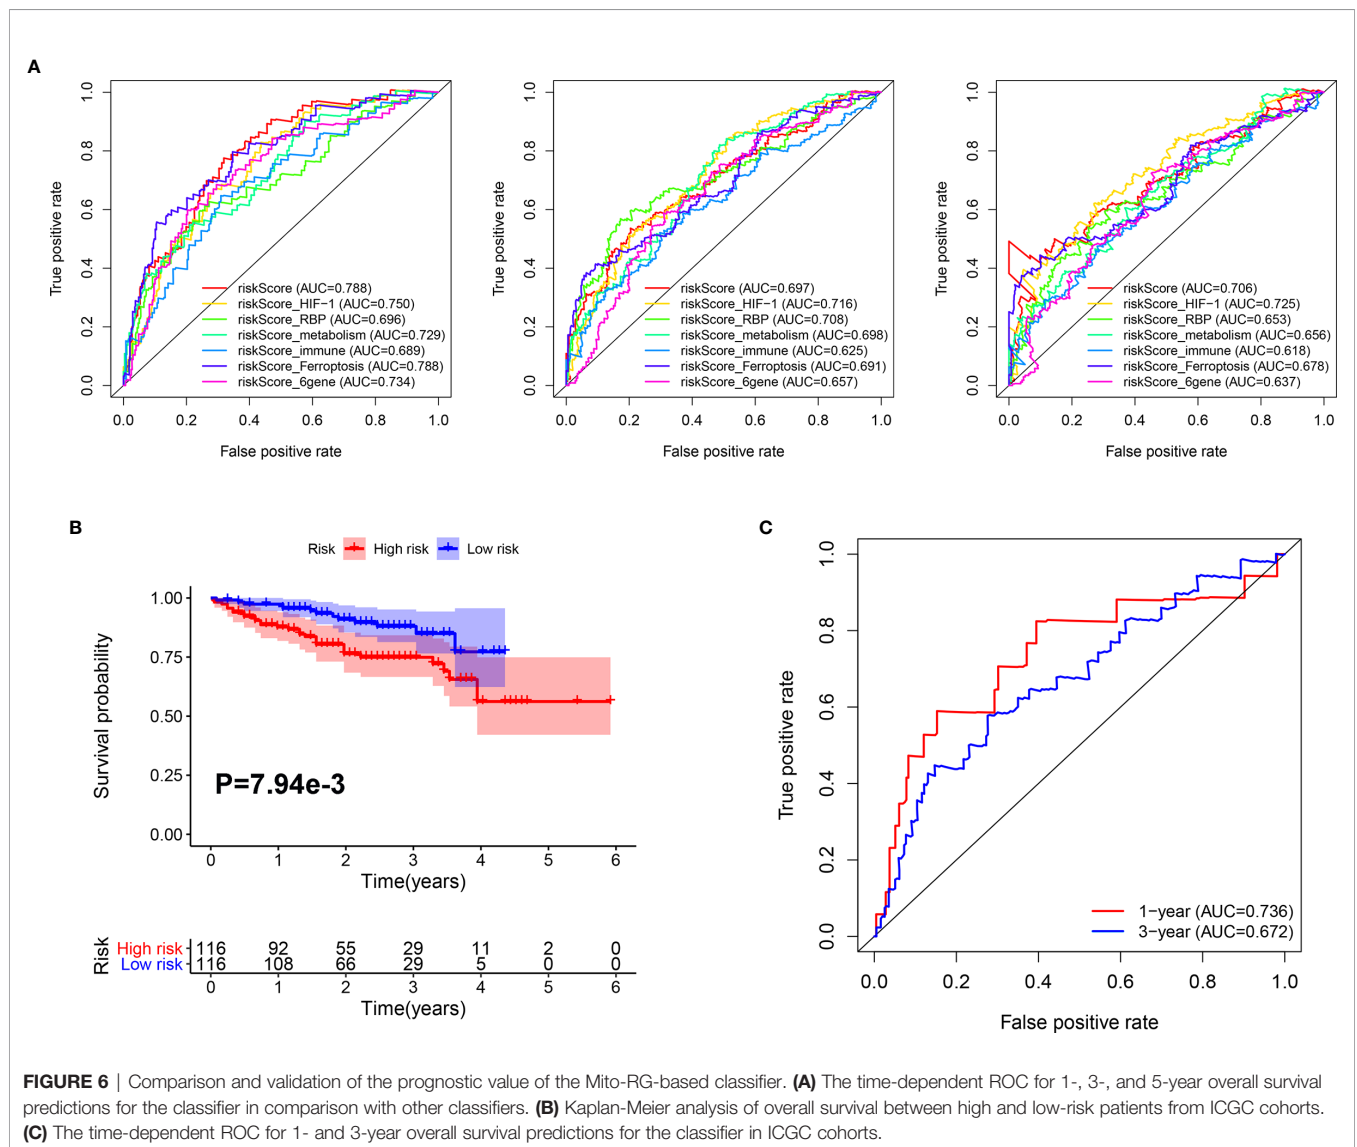 A
True positive rate
1.0
0.8
0.6
0.4
0.2
0.0
riskScore (AUC=0.788)
riskScore_HIF−1 (AUC=0.750)
riskScore_RBP (AUC=0.696)
riskScore_metabolism (AUC=0.729)
riskScore_immune (AUC=0.689)
riskScore_Ferroptosis (AUC=0.788)
riskScore_6gene (AUC=0.734)
0.0 0.2 0.4 0.6 0.8 1.0
False positive rate
True positive rate
1.0
0.8
0.6
0.4
0.2
0.0
riskScore (AUC=0.697)
riskScore_HIF−1 (AUC=0.716)
riskScore_RBP (AUC=0.708)
riskScore_metabolism (AUC=0.698)
riskScore_immune (AUC=0.625)
riskScore_Ferroptosis (AUC=0.691)
riskScore_6gene (AUC=0.657)
0.0 0.2 0.4 0.6 0.8 1.0
False positive rate
True positive rate
1.0
0.8
0.6
0.4
0.2
0.0
riskScore (AUC=0.706)
riskScore_HIF−1 (AUC=0.725)
riskScore_RBP (AUC=0.653)
riskScore_metabolism (AUC=0.656)
riskScore_immune (AUC=0.618)
riskScore_Ferroptosis (AUC=0.678)
riskScore_6gene (AUC=0.637)
0.0 0.2 0.4 0.6 0.8 1.0
False positive rate
B
Risk High risk Low risk
Survival probability
1.00
0.75
0.50
0.25
0.00
P=7.94e-3
0 1 2 3 4 5 6
Time(years)
Risk
High risk 116 92 55 29 11 2 0
Low risk 116 108 66 29 5 0 0
0 1 2 3 4 5 6
Time(years)
C
True positive rate
1.0
0.8
0.6
0.4
0.2
0.0
1−year (AUC=0.736)
3−year (AUC=0.672)
0.0 0.2 0.4 0.6 0.8 1.0
False positive rate
FIGURE 6 | Comparison and validation of the prognostic value of the Mito-RG-based classifier. (A) The time-dependent ROC for 1-, 3-, and 5-year overall survival
predictions for the classifier in comparison with other classifiers. (B) Kaplan-Meier analysis of overall survival between high and low-risk patients from ICGC cohorts.
(C) The time-dependent ROC for 1- and 3-year overall survival predictions for the classifier in ICGC cohorts.